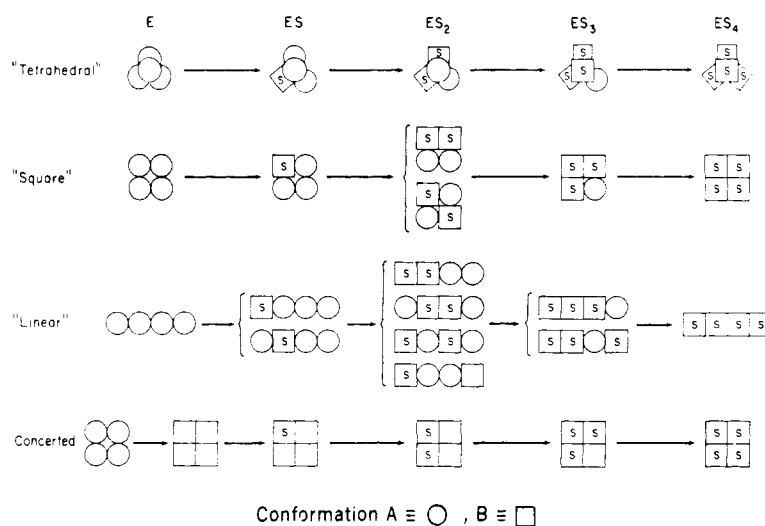 E ES ES₂ ES₃ ES₄
S S S
"Tetrahedral" S S
S S S S S
S S
S S S S S
"Square"
S S S S
S
S S
S S S S S S
"Linear" S S S S
S S S S S S
S
S S S S S S
Concerted
S S S S
Conformation A ≡ ○ , B ≡ □